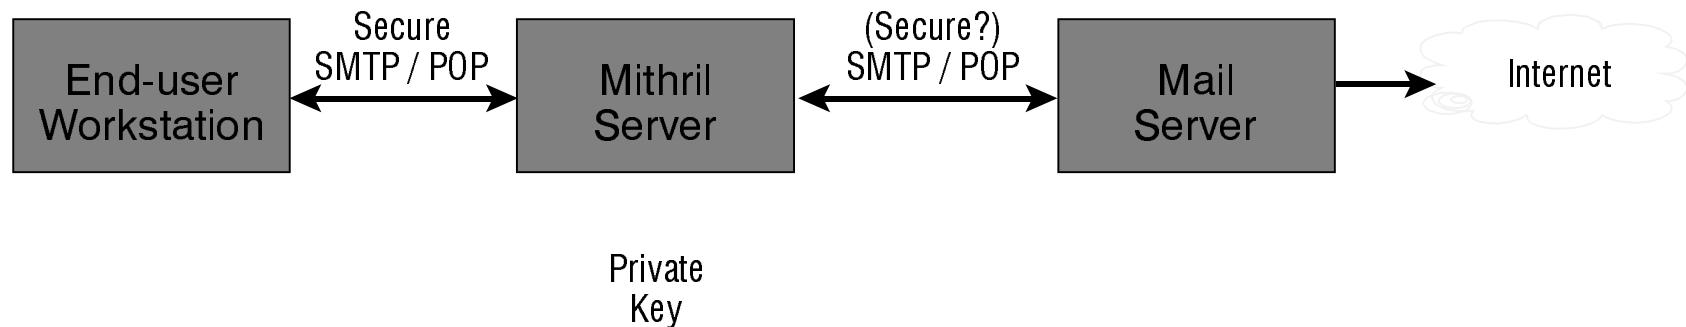 End-user
Workstation
Secure
SMTP / POP
Mithril
Server
(Secure?)
SMTP / POP
Mail
Server
Internet
Private
Key